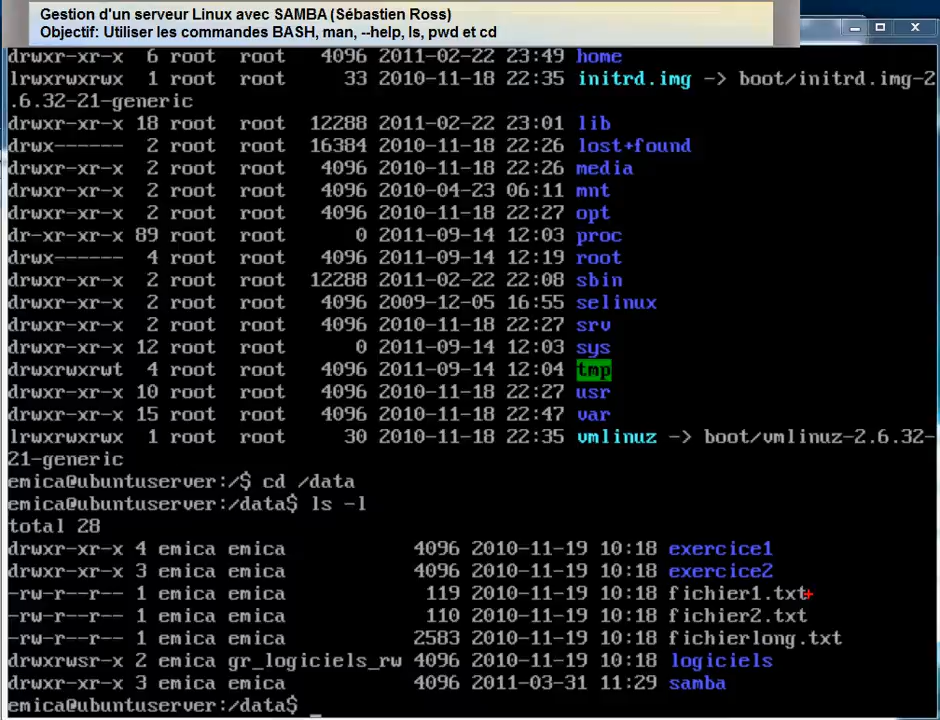 Gestion d'un serveur Linux avec SAMBA (Sébastien Ross)
Objectif: Utiliser les commandes BASH, man, --help, ls, pwd et cd
drwxr-xr-x  6 root  root   4096 2011-02-22 23:49 home
lrwxrwxrwx  1 root  root     33 2010-11-18 22:35 initrd.img -> boot/initrd.img-2
.6.32-21-generic
drwxr-xr-x 18 root  root  12288 2011-02-22 23:01 lib
drwx------  2 root  root  16384 2010-11-18 22:26 lost+found
drwxr-xr-x  2 root  root   4096 2010-11-18 22:26 media
drwxr-xr-x  2 root  root   4096 2010-04-23 06:11 mnt
drwxr-xr-x  2 root  root   4096 2010-11-18 22:27 opt
dr-xr-xr-x 89 root  root      0 2011-09-14 12:03 proc
drwx------  4 root  root   4096 2011-09-14 12:19 root
drwxr-xr-x  2 root  root  12288 2011-02-22 22:08 sbin
drwxr-xr-x  2 root  root   4096 2009-12-05 16:55 selinux
drwxr-xr-x  2 root  root   4096 2010-11-18 22:27 srv
drwxr-xr-x 12 root  root      0 2011-09-14 12:03 sys
drwxrwxrwt  4 root  root   4096 2011-09-14 12:04 tmp
drwxr-xr-x 10 root  root   4096 2010-11-18 22:27 usr
drwxr-xr-x 15 root  root   4096 2010-11-18 22:47 var
lrwxrwxrwx  1 root  root     30 2010-11-18 22:35 vmlinuz -> boot/vmlinuz-2.6.32-
21-generic
emica@ubuntuserver:/$ cd /data
emica@ubuntuserver:/data$ ls -l
total 28
drwxr-xr-x 4 emica emica           4096 2010-11-19 10:18 exercice1
drwxr-xr-x 3 emica emica           4096 2010-11-19 10:18 exercice2
-rw-r--r-- 1 emica emica            119 2010-11-19 10:18 fichier1.txt
-rw-r--r-- 1 emica emica            110 2010-11-19 10:18 fichier2.txt
-rw-r--r-- 1 emica emica           2583 2010-11-19 10:18 fichierlong.txt
drwxrwsr-x 2 emica gr_logiciels_rw 4096 2010-11-19 10:18 logiciels
drwxr-xr-x 3 emica emica           4096 2011-03-31 11:29 samba
emica@ubuntuserver:/data$ _